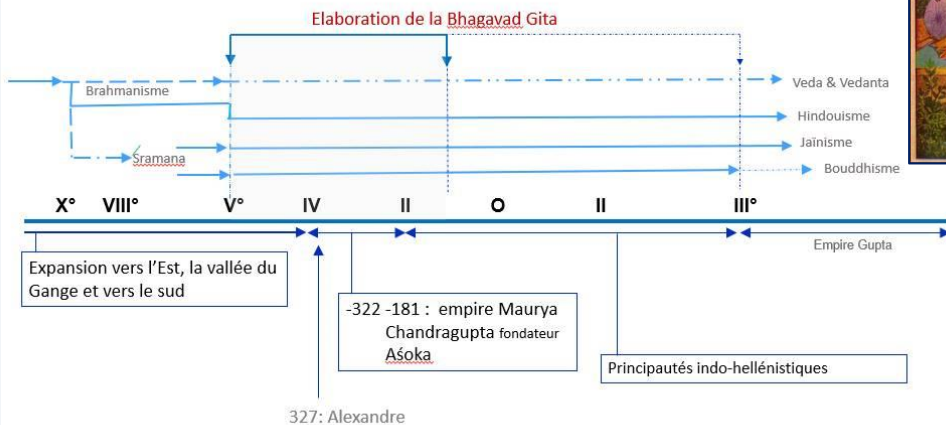 Elaboration de la Bhagavad Gita
Brahmanisme
Veda & Vedanta
Hindouisme
Śramana
Jaïnisme
Bouddhisme
X° VIII° V° IV II O II III°
Empire Gupta
Expansion vers l'Est, la vallée du
Gange et vers le sud
-322 -181 : empire Maurya
Chandragupta fondateur
Aśoka
Principautés indo-hellénistiques
327: Alexandre